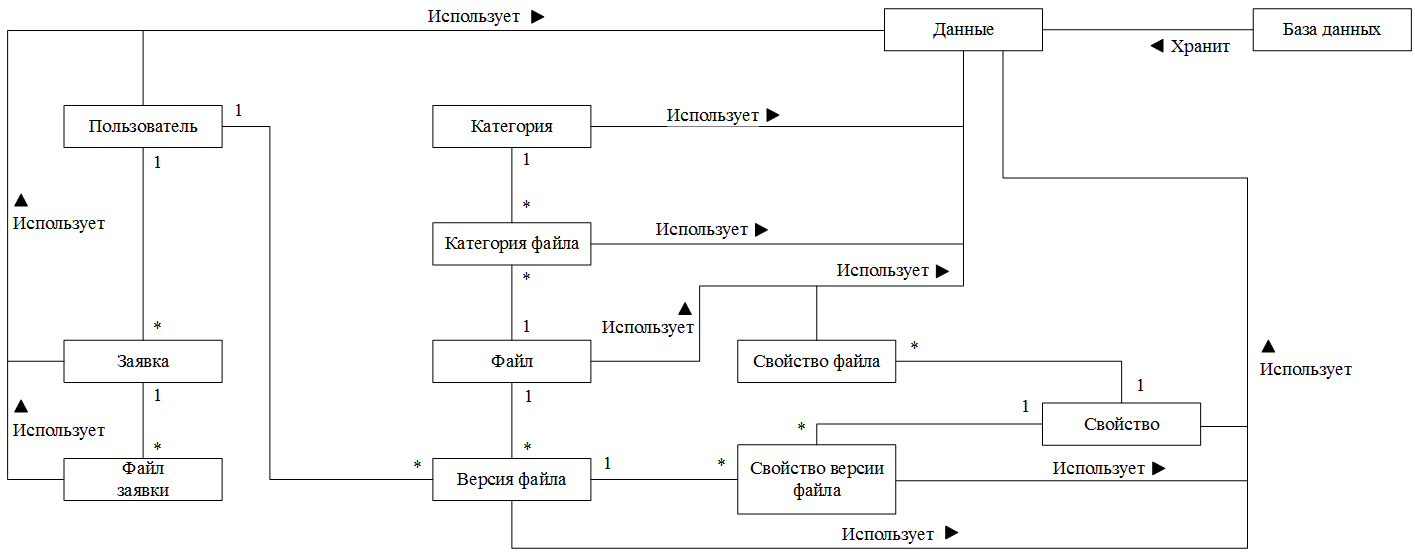 Использует ►
Данные
База данных
◄ Хранит
Пользователь
1
Категория
Использует ►
1
1
▲
Использует
*
Категория файла
Использует ►
*
Использует ►
▲
Использует
*
1
Заявка
Файл
Свойство файла
*
▲
Использует
1
1
1
▲
Использует
1
Свойство
*
*
*
Файл
заявки
*
Версия файла
1
*
Свойство версии
файла
Использует ►
Использует ►